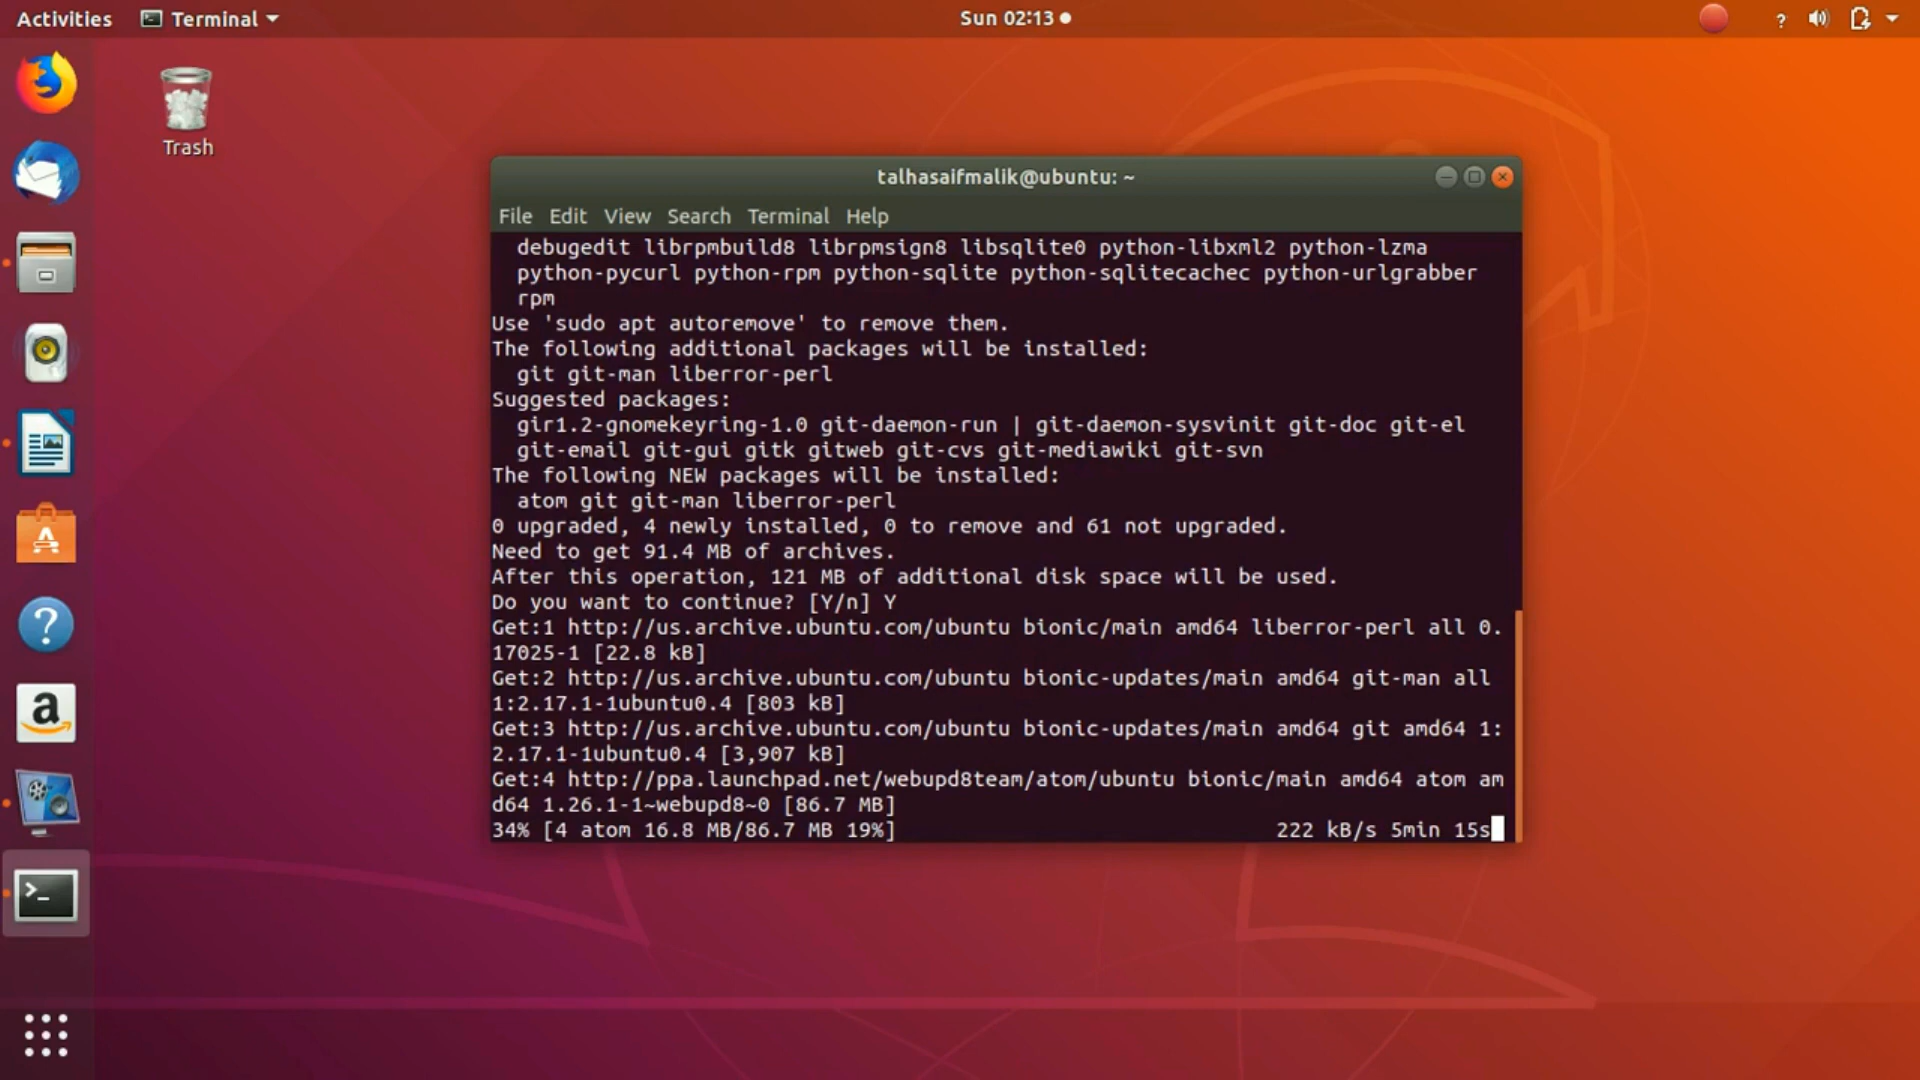 Activities
Terminal
Sun 02:13
Trash
talhasaifmalik@ubuntu: ~
File Edit View Search Terminal Help
debugedit librpmbuild8 librpmsign8 libsqlite0 python-libxml2 python-lzma
python-pycurl python-rpm python-sqlite python-sqlitecachec python-urlgrabber
rpm
Use 'sudo apt autoremove' to remove them.
The following additional packages will be installed:
git git-man liberror-perl
Suggested packages:
gir1.2-gnomekeyring-1.0 git-daemon-run | git-daemon-sysvinit git-doc git-el
git-email git-gui gitk gitweb git-cvs git-mediawiki git-svn
The following NEW packages will be installed:
atom git git-man liberror-perl
0 upgraded, 4 newly installed, 0 to remove and 61 not upgraded.
Need to get 91.4 MB of archives.
After this operation, 121 MB of additional disk space will be used.
Do you want to continue? [Y/n] Y
Get:1 http://us.archive.ubuntu.com/ubuntu bionic/main amd64 liberror-perl all 0.
17025-1 [22.8 kB]
Get:2 http://us.archive.ubuntu.com/ubuntu bionic-updates/main amd64 git-man all
1:2.17.1-1ubuntu0.4 [803 kB]
Get:3 http://us.archive.ubuntu.com/ubuntu bionic-updates/main amd64 git amd64 1:
2.17.1-1ubuntu0.4 [3,907 kB]
Get:4 http://ppa.launchpad.net/webupd8team/atom/ubuntu bionic/main amd64 atom am
d64 1.26.1-1~webupd8~0 [86.7 MB]
34% [4 atom 16.8 MB/86.7 MB 19%] 222 kB/s 5min 15s